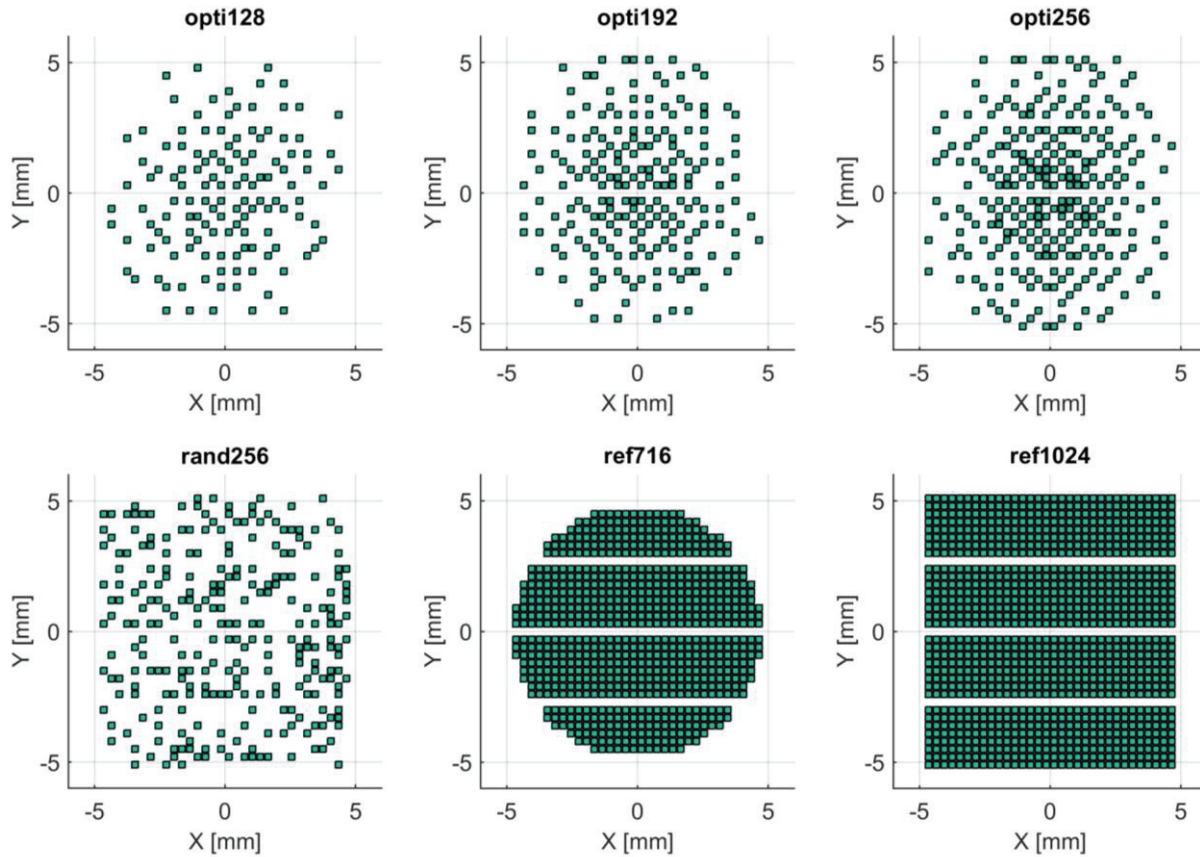 opti128 opti192 opti256
5 5 5
0 0 0
-5 -5 -5
Y [mm] Y [mm] Y [mm]
-5 0 5 -5 0 5 -5 0 5
X [mm] X [mm] X [mm]
rand256 ref716 ref1024
5 5 5
0 0 0
-5 -5 -5
Y [mm] Y [mm] Y [mm]
-5 0 5 -5 0 5 -5 0 5
X [mm] X [mm] X [mm]